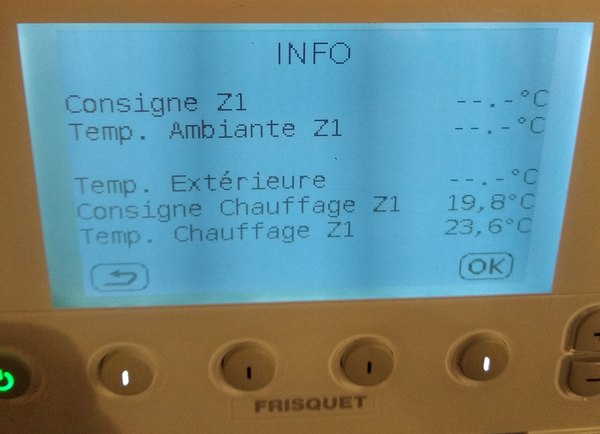 INFO
Consigne Z1 --.-°C
Temp. Ambiante Z1 --.-°C
Temp. Extérieure --.-°C
Consigne Chauffage Z1 19,8°C
Temp. Chauffage Z1 23,6°C
OK
FRISQUET